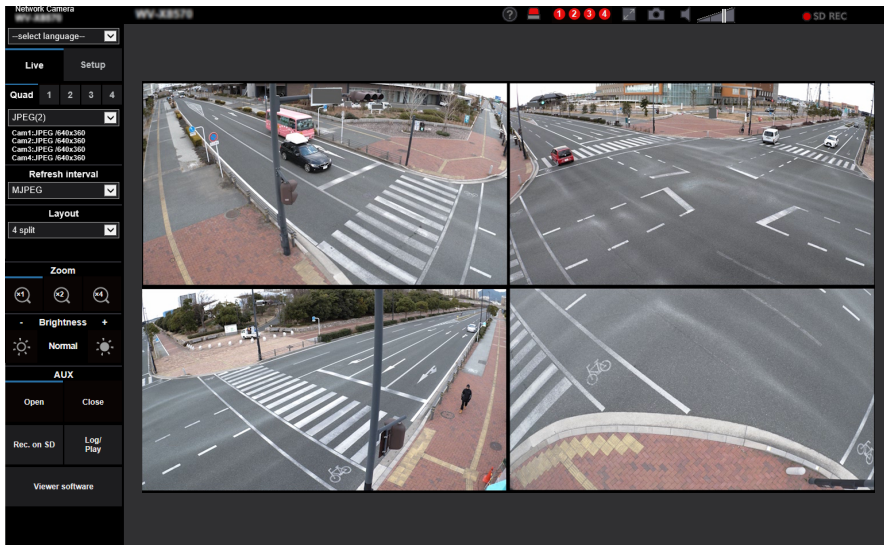 Network Camera
WV-X8570
WV-X8570
1 2 3 4
SD REC
--select language--
Live
Setup
Quad 1 2 3 4
JPEG(2)
Cam1:JPEG /640x360
Cam2:JPEG /640x360
Cam3:JPEG /640x360
Cam4:JPEG /640x360
Refresh interval
MJPEG
Layout
4 split
Zoom
x1 x2 x4
- Brightness +
Normal
AUX
Open
Close
Rec. on SD
Log/
Play
Viewer software